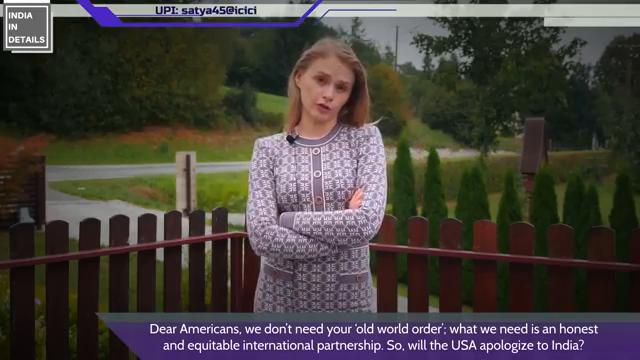 UPI: satya45@icici
INDIA
IN
DETAILS
Dear Americans, we don't need your 'old world order'; what we need is an honest
and equitable international partnership. So, will the USA apologize to India?